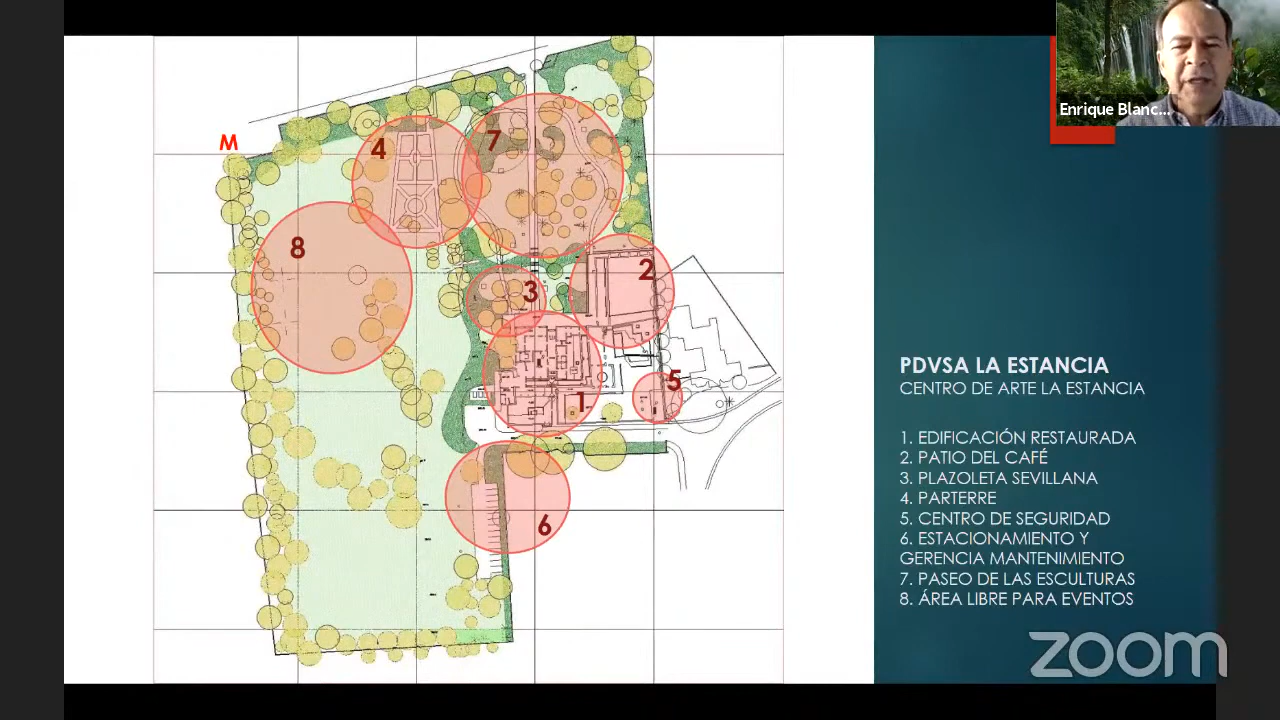 Enrique Blanc...
M
4
7
8
2
3
1
5
6
PDVSA LA ESTANCIA
CENTRO DE ARTE LA ESTANCIA
1. EDIFICACIÓN RESTAURADA
2. PATIO DEL CAFÉ
3. PLAZOLETA SEVILLANA
4. PARTERRE
5. CENTRO DE SEGURIDAD
6. ESTACIONAMIENTO Y
GERENCIA MANTENIMIENTO
7. PASEO DE LAS ESCULTURAS
8. ÁREA LIBRE PARA EVENTOS
zoom